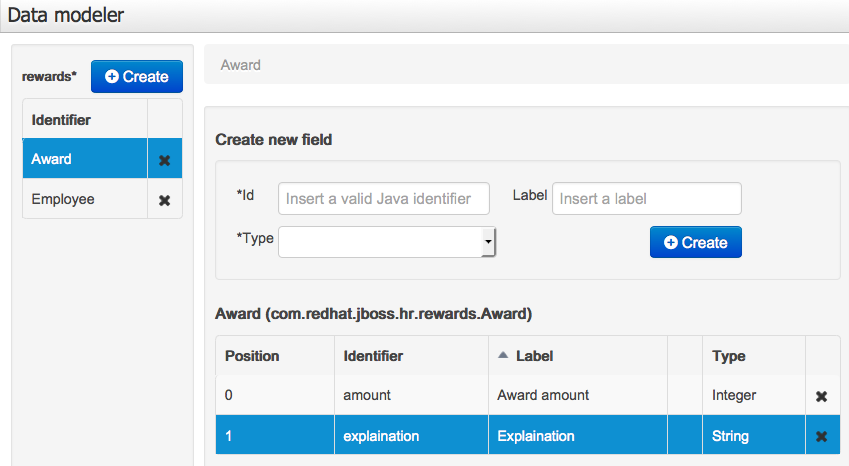 Data modeler
rewards* Create
Identifier
Award
Employee
Award
Create new field
*Id Insert a valid Java identifier Label Insert a label
*Type Create
Award (com.redhat.jboss.hr.rewards.Award)
Position Identifier Label Type
0 amount Award amount Integer
1 explaination Explaination String